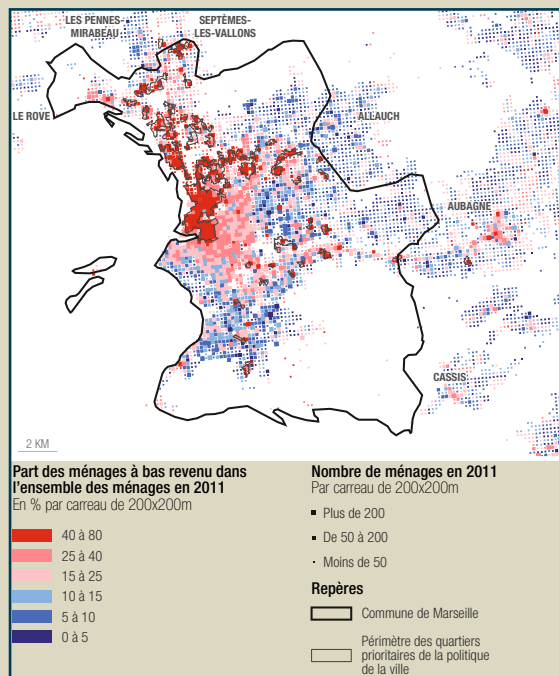 LES PENNES-
MIRABEAU
SEPTÈMES-
LES-VALLONS
LE ROVE
ALLAUCH
AUBAGNE
CASSIS
2 KM
Part des ménages à bas revenu dans
l'ensemble des ménages en 2011
En % par carreau de 200x200m
40 à 80
25 à 40
15 à 25
10 à 15
5 à 10
0 à 5
Nombre de ménages en 2011
Par carreau de 200x200m
Plus de 200
De 50 à 200
Moins de 50
Repères
Commune de Marseille
Périmètre des quartiers
prioritaires de la politique
de la ville